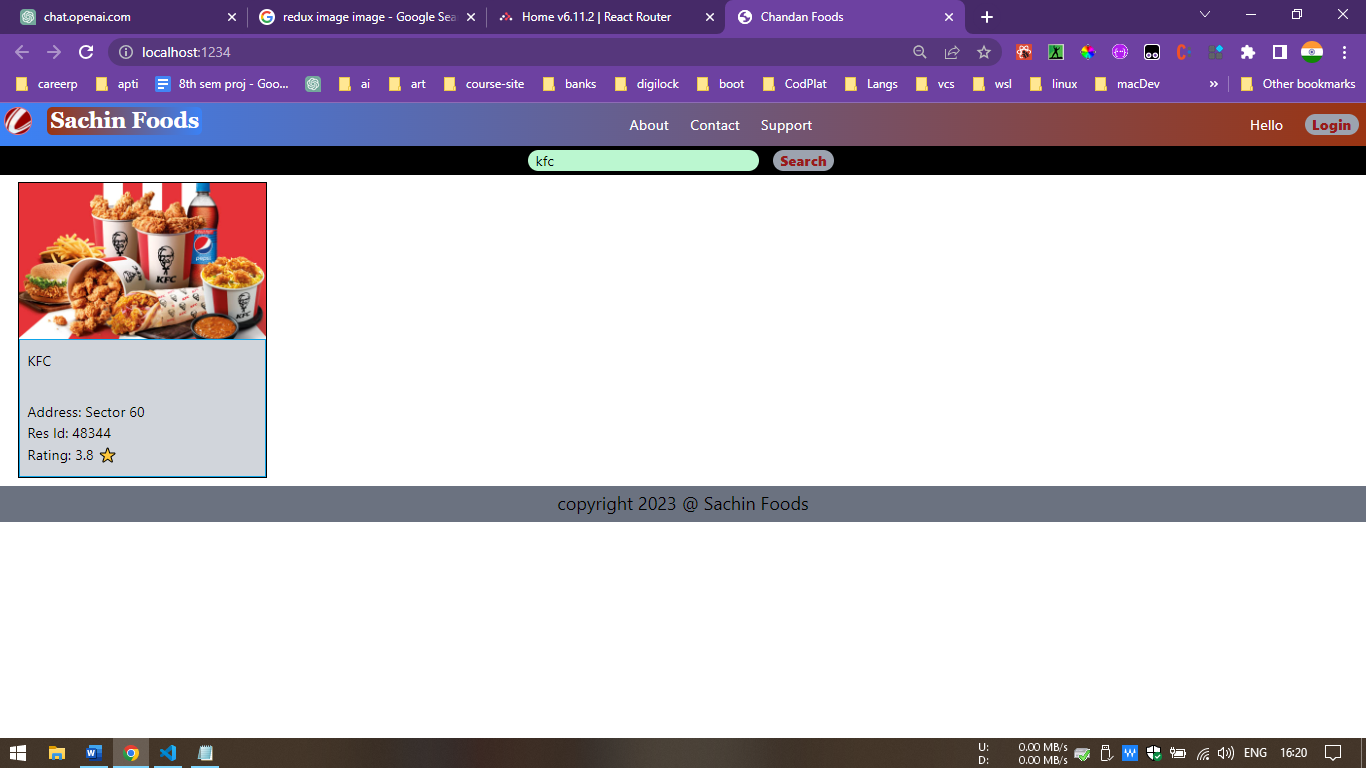 chat.openai.com
redux image image - Google Sea
Home v6.11.2 | React Router
Chandan Foods
localhost:1234
careerp
apti
8th sem proj - Goo...
ai
art
course-site
banks
digilock
boot
CodPlat
Langs
vcs
wsl
linux
macDev
»
Other bookmarks
Sachin Foods
About
Contact
Support
Hello
Login
kfc
Search
KFC
KFC
pepsi
KFC
Address: Sector 60
Res Id: 48344
Rating: 3.8
copyright 2023 @ Sachin Foods
U: 0.00 MB/s
D: 0.00 MB/s
ENG
16:20